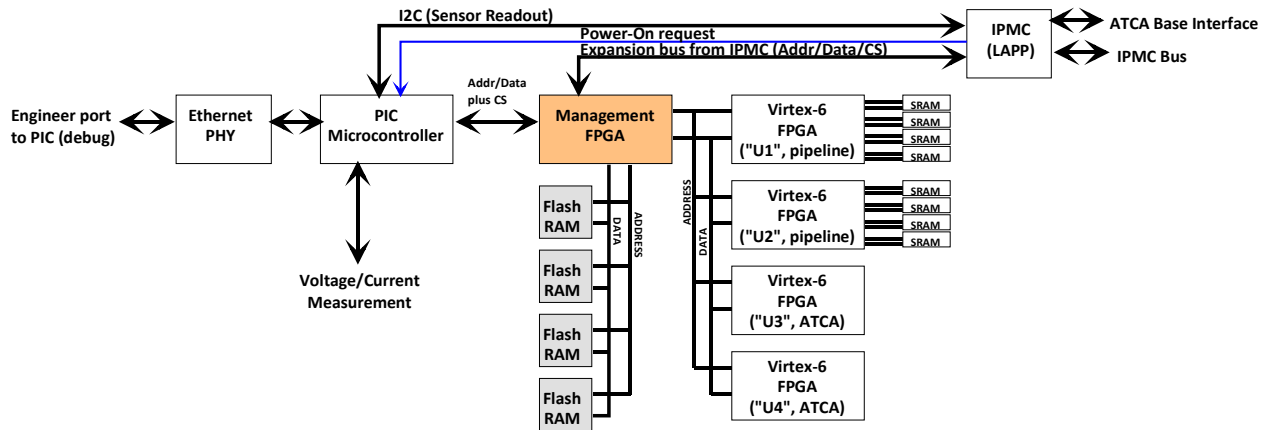 I2C (Sensor Readout)
Power-On request
Expansion bus from IPMC (Addr/Data/CS)
IPMC
(LAPP)
ATCA Base Interface
IPMC Bus
Engineer port
to PIC (debug)
Ethernet
PHY
PIC
Microcontroller
Addr/Data
plus CS
Management
FPGA
Virtex-6
FPGA
("U1", pipeline)
SRAM
SRAM
SRAM
SRAM
Virtex-6
FPGA
("U2", pipeline)
SRAM
SRAM
SRAM
SRAM
Virtex-6
FPGA
("U3", ATCA)
Virtex-6
FPGA
("U4", ATCA)
ADDRESS
DATA
Flash
RAM
Flash
RAM
Flash
RAM
Flash
RAM
DATA
ADDRESS
Voltage/Current
Measurement